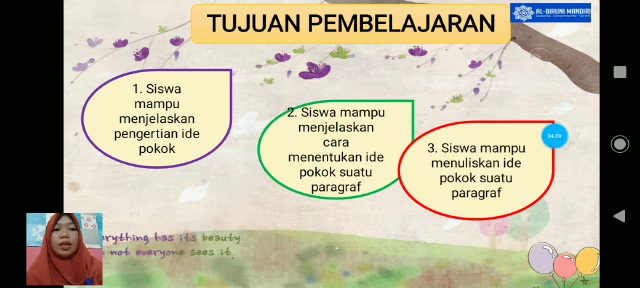 TUJUAN PEMBELAJARAN
AL-BIRUNI MANDIRI
1. Siswa
mampu
menjelaskan
pengertian ide
pokok
2. Siswa mampu
menjelaskan
cara
menentukan ide
pokok suatu
paragraf
3. Siswa mampu
menuliskan ide
pokok suatu
paragraf
04:09
erything has its beauty
not everyone sees it.